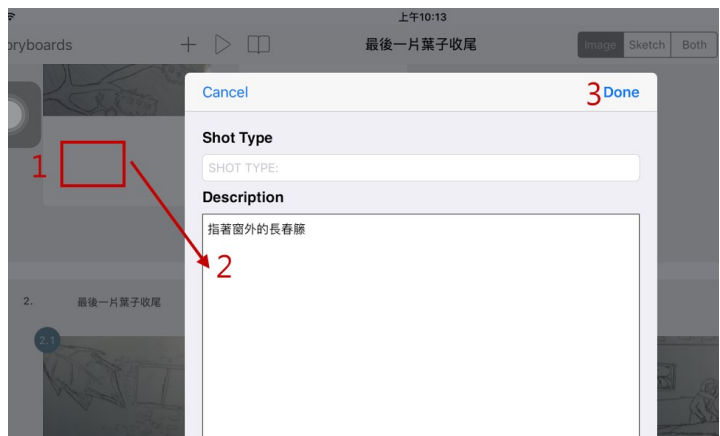 上午10:13
oryboards
最後一片葉子收尾
Image Sketch Both
Cancel
3 Done
Shot Type
1
SHOT TYPE:
Description
指著窗外的長春籐
2
2. 最後一片葉子收尾
2.1